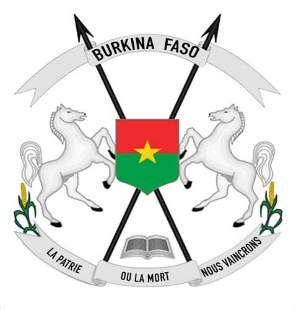 BURKINA FASO
LA PATRIE
OU LA MORT
NOUS VAINCRONS